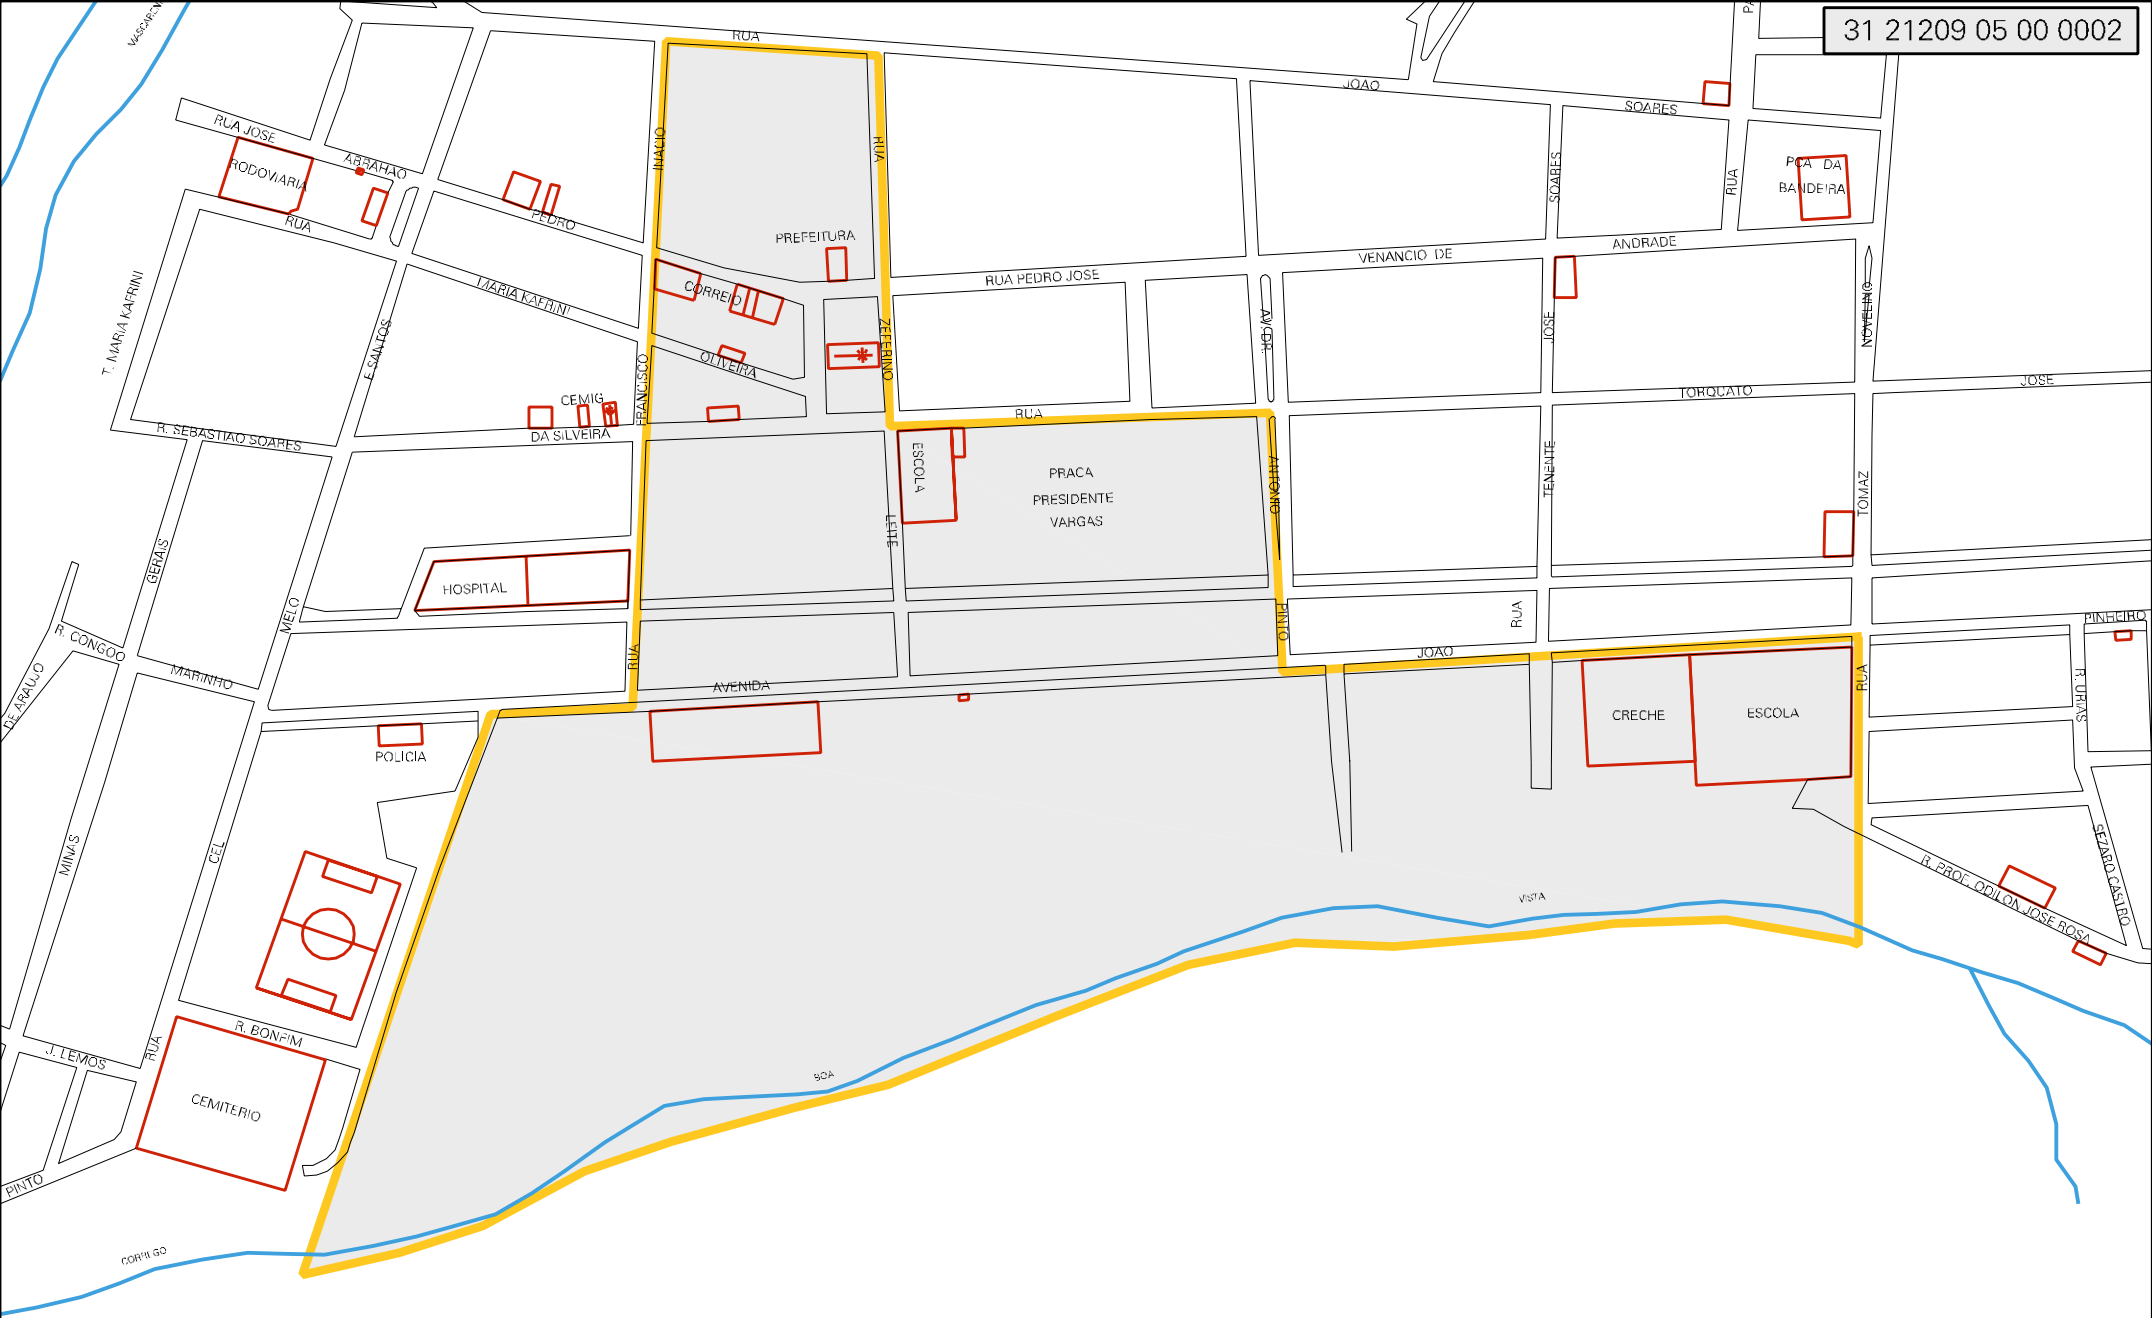 31 21209 05 00 0002
RUA
JOAO
SOARES
RUA JOSE
ABRAHAO
RODOVIARIA
RUA
PEDRO
INACIO
RUA
SOARES
RUA
PCA DA
BANDEIRA
PREFEITURA
CORREIO
MARIA KAFRINI
T. MARIA KAFRINI
E SANTOS
OLIVEIRA
ZEFERINO
RUA PEDRO JOSE
VENANCIO DE
ANDRADE
AV. DR.
JOSE
NOVELINO
TORQUATO
JOSE
FRANCISCO
CEMIG
DA SILVEIRA
R. SEBASTIAO SOARES
RUA
ESCOLA
PRACA
PRESIDENTE
VARGAS
LEITE
ANTONIO
TENENTE
TOMAZ
GERAIS
HOSPITAL
MELO
PINTO
RUA
PINHEIRO
R. CONGOO
MARINHO
DE ARAUJO
RUA
AVENIDA
JOAO
RUA
R. URIAS
CRECHE
ESCOLA
POLICIA
MINAS
CEL
SEZARO CASTRO
R. PROF. ODILON JOSE ROSA
VISTA
RUA
R. BONFIM
J. LEMOS
CEMITERIO
BOA
PINTO
CORREGO